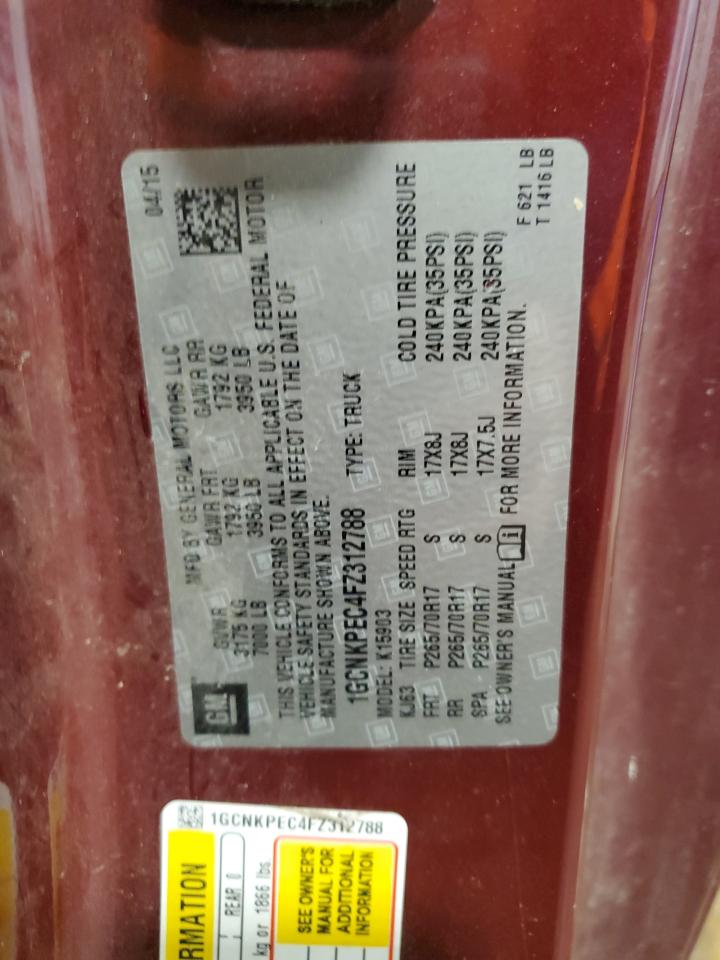 GM
MFD BY GENERAL MOTORS LLC
04/15
GVWR GAWR FRT GAWR RR
3175 KG 1792 KG 1792 KG
7000 LB 3950 LB 3950 LB
THIS VEHICLE CONFORMS TO ALL APPLICABLE U.S. FEDERAL MOTOR
VEHICLE SAFETY STANDARDS IN EFFECT ON THE DATE OF
MANUFACTURE SHOWN ABOVE.
1GCNKPEC4FZ312788 TYPE: TRUCK
MODEL: K15903
KJ63 TIRE SIZE SPEED RTG RIM COLD TIRE PRESSURE
FRT P265/70R17 S 17X8J 240KPA(35PSI)
RR P265/70R17 S 17X8J 240KPA(35PSI)
SPA P265/70R17 S 17X7.5J 240KPA(35PSI)
SEE OWNER'S MANUAL i FOR MORE INFORMATION.
F 621 LB
T 1416 LB
1GCNKPEC4FZ312788
RMATION
REAR 0
kg or 1866 lbs
SEE OWNER'S
MANUAL FOR
ADDITIONAL
INFORMATION